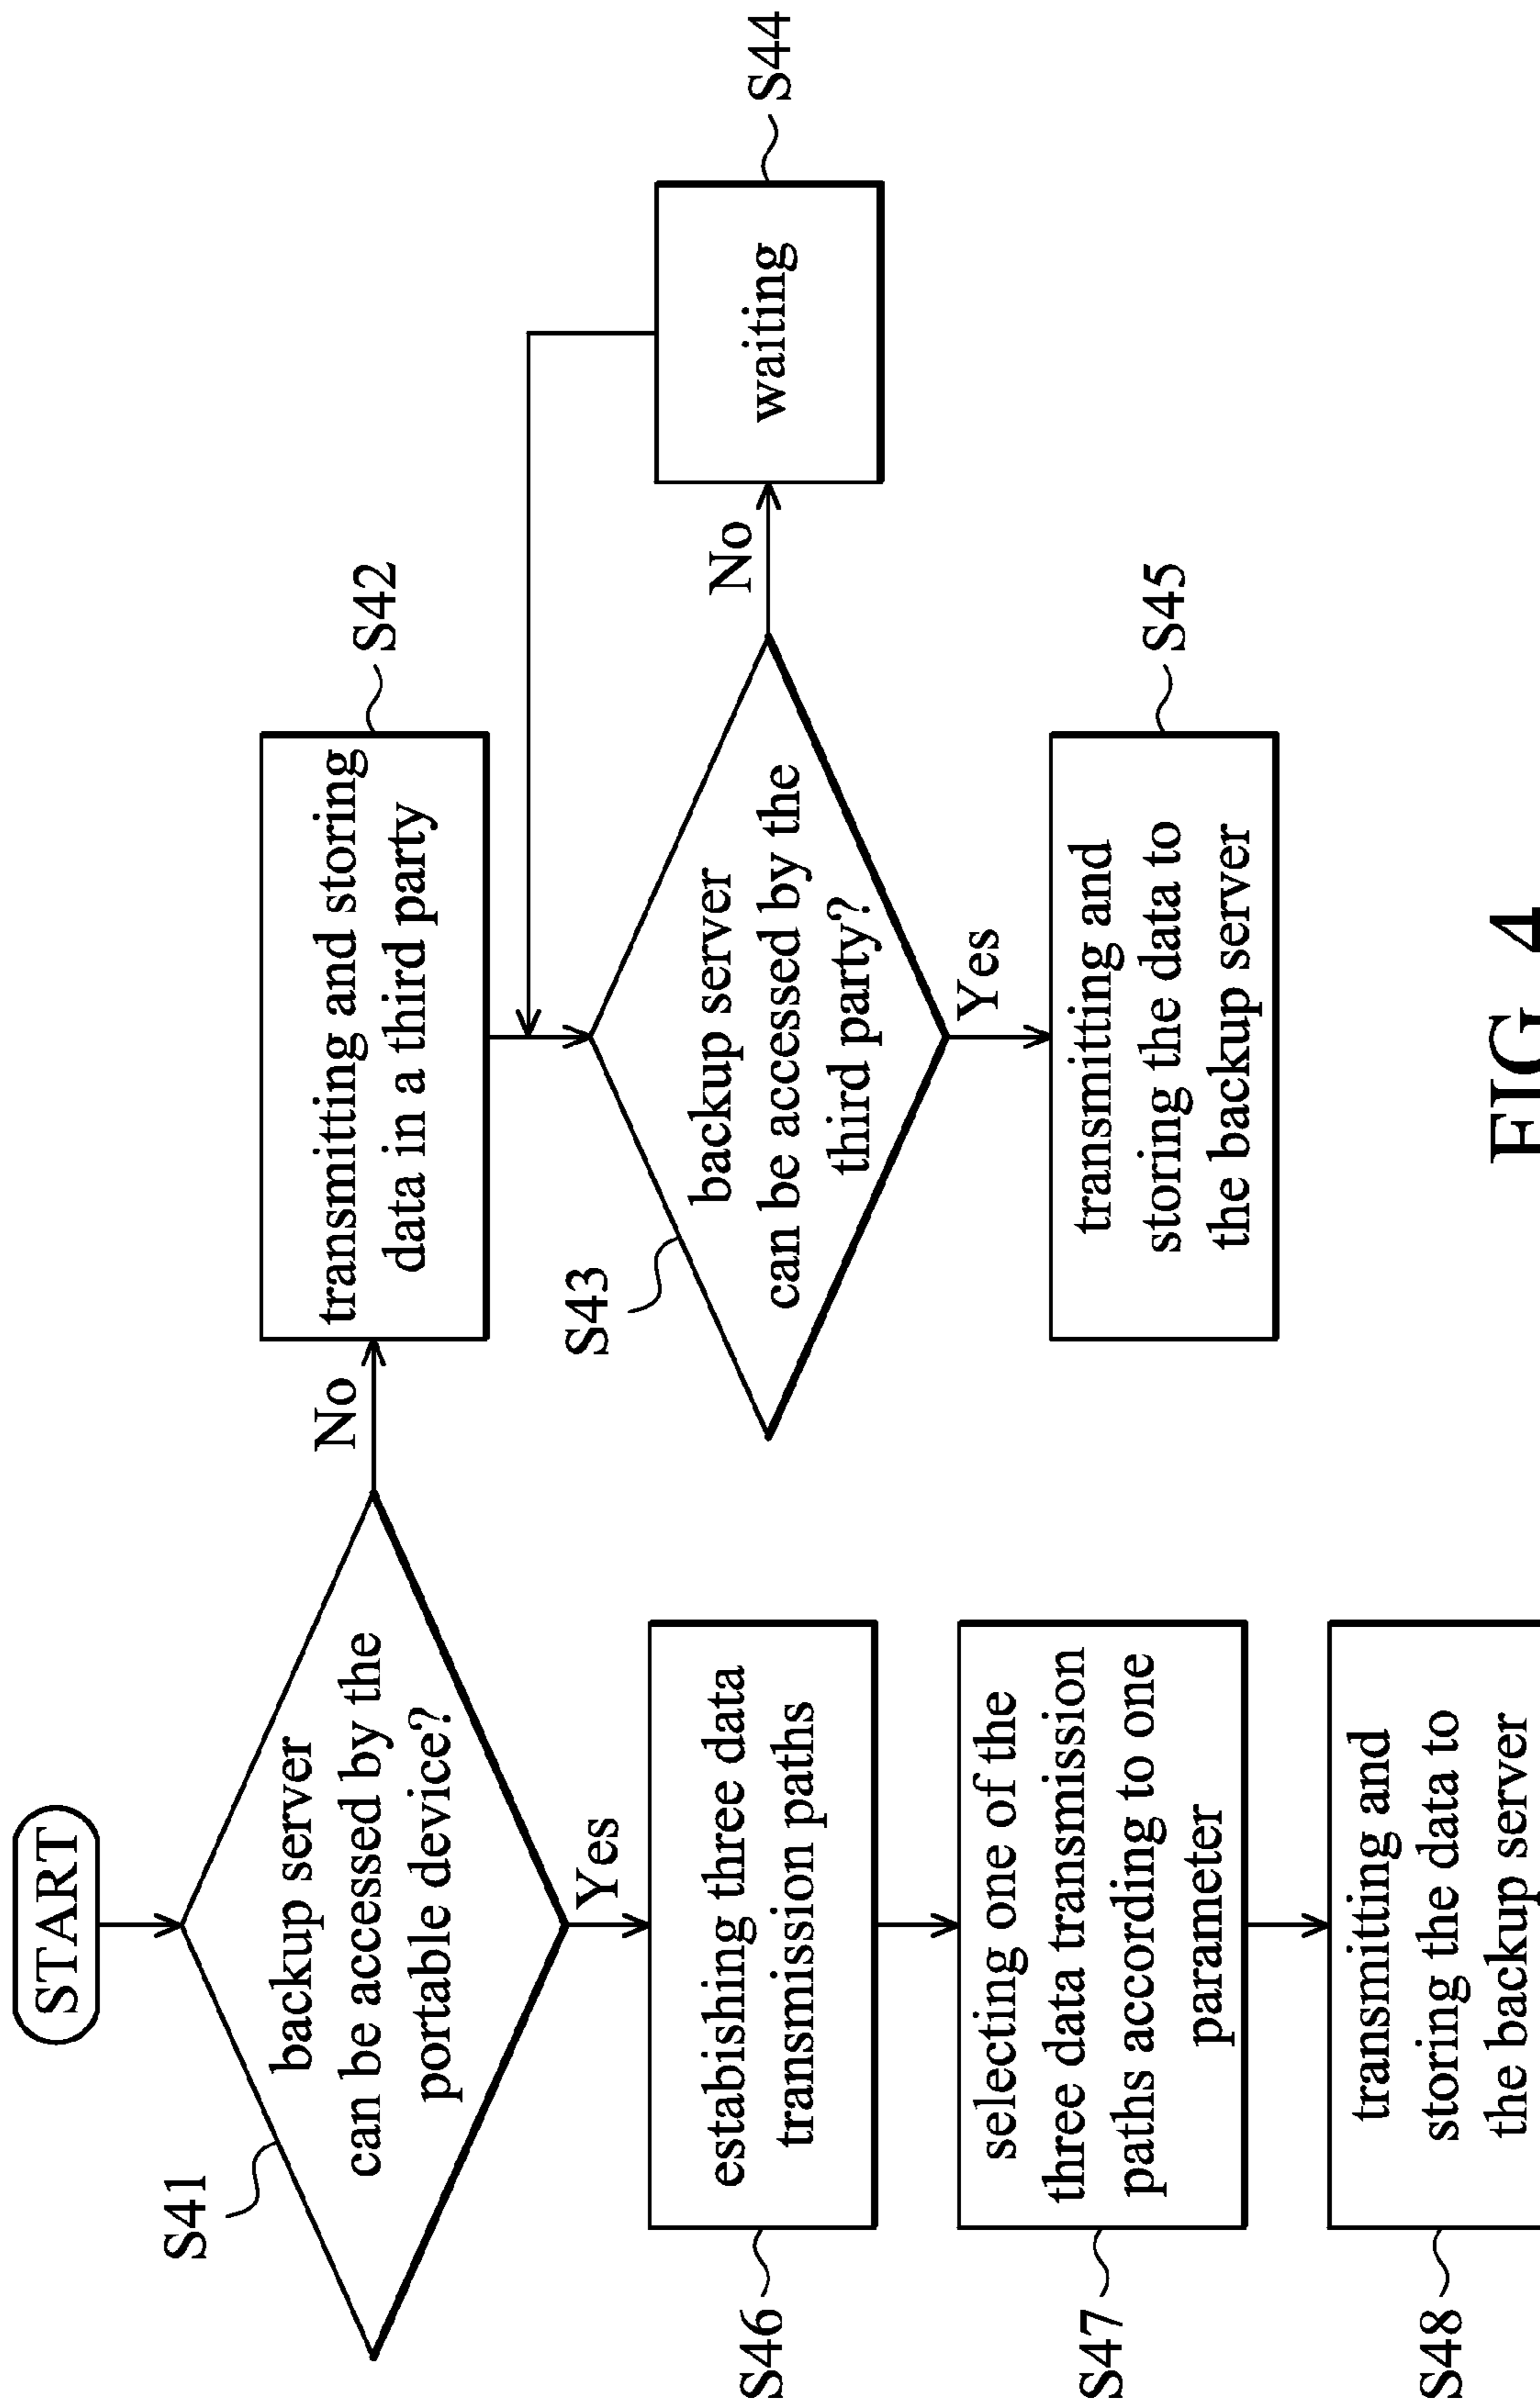 START
S41
backup server
can be accessed by the
portable device?
No
Yes
transmitting and storing
data in a third party
S42
S43
backup server
can be accessed by the
third party?
No
Yes
waiting
S44
transmitting and
storing the data to
the backup server
S45
S46
estabishing three data
transmission paths
S47
selecting one of the
three data transmission
paths according to one
parameter
S48
transmitting and
storing the data to
the backup server
FIG. 4